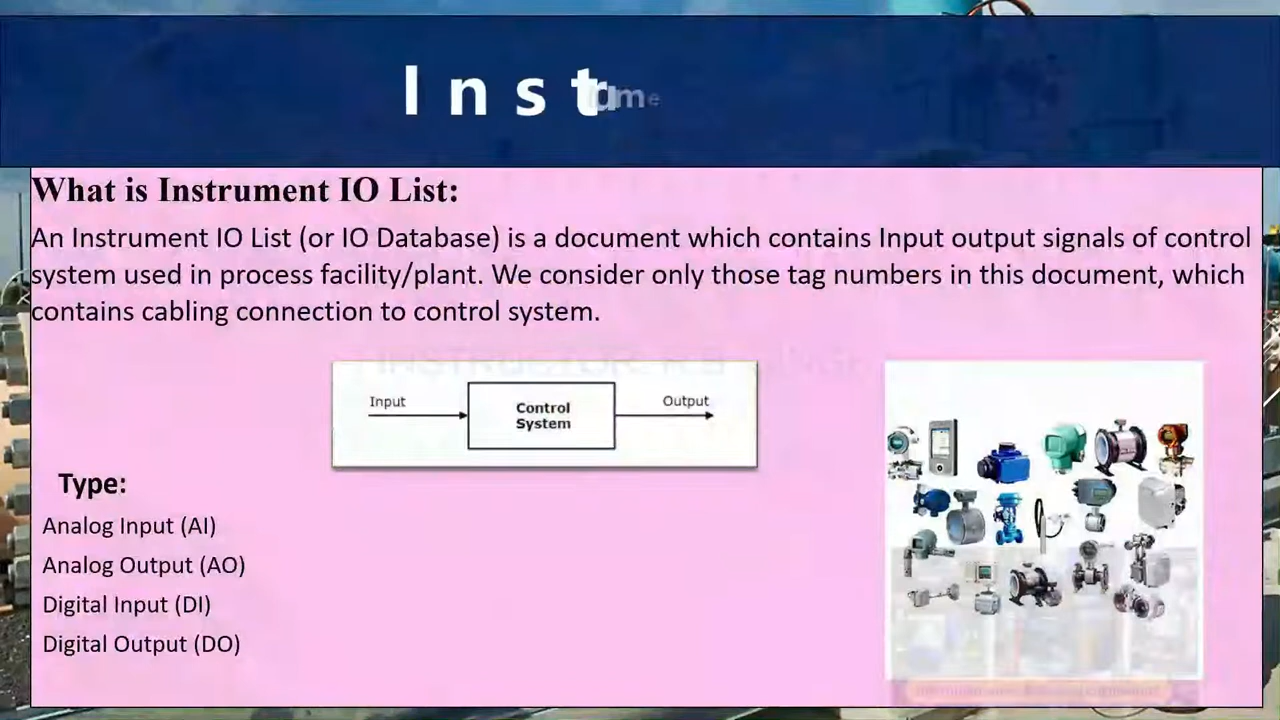 Inst
What is Instrument IO List:
An Instrument IO List (or IO Database) is a document which contains Input output signals of control
system used in process facility/plant. We consider only those tag numbers in this document, which
contains cabling connection to control system.
Input
Control
System
Output
Type:
Analog Input (AI)
Analog Output (AO)
Digital Input (DI)
Digital Output (DO)